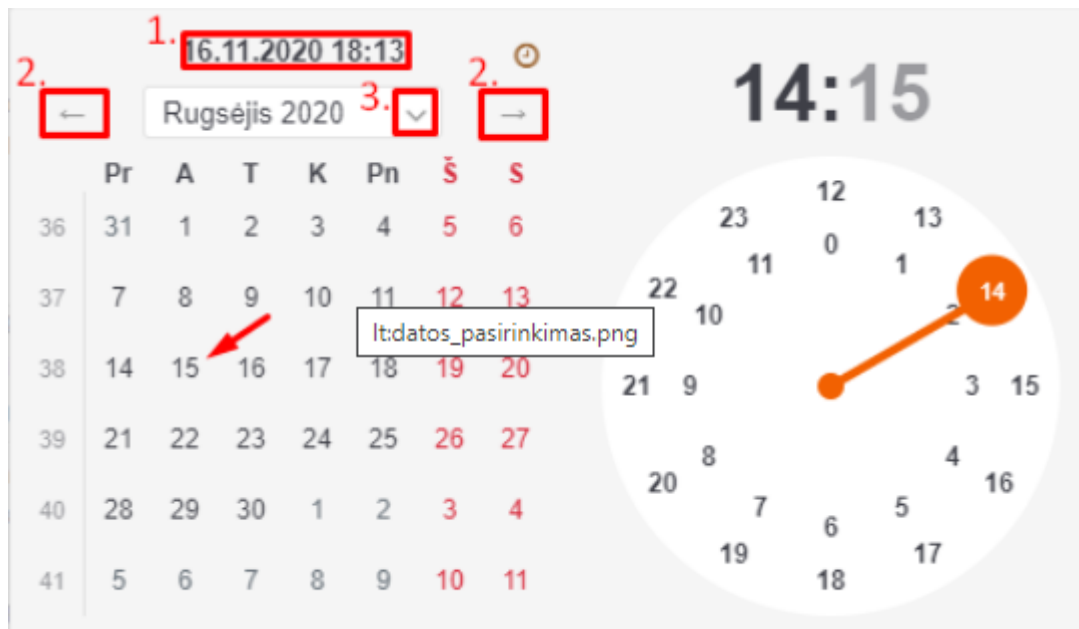 1. 16.11.2020 18:13
2. ← Rugsėjis 2020 3. 2. →
Pr A T K Pn Š S
36 31 1 2 3 4 5 6
37 7 8 9 10 11 12 13
lt:datos_pasirinkimas.png
38 14 15 16 17 18 19 20
39 21 22 23 24 25 26 27
40 28 29 30 1 2 3 4
41 5 6 7 8 9 10 11
14:15
12
23 13
0
11 1
22 14
10 2
21 9 3 15
8 4
20 16
7 5
6
19 17
18